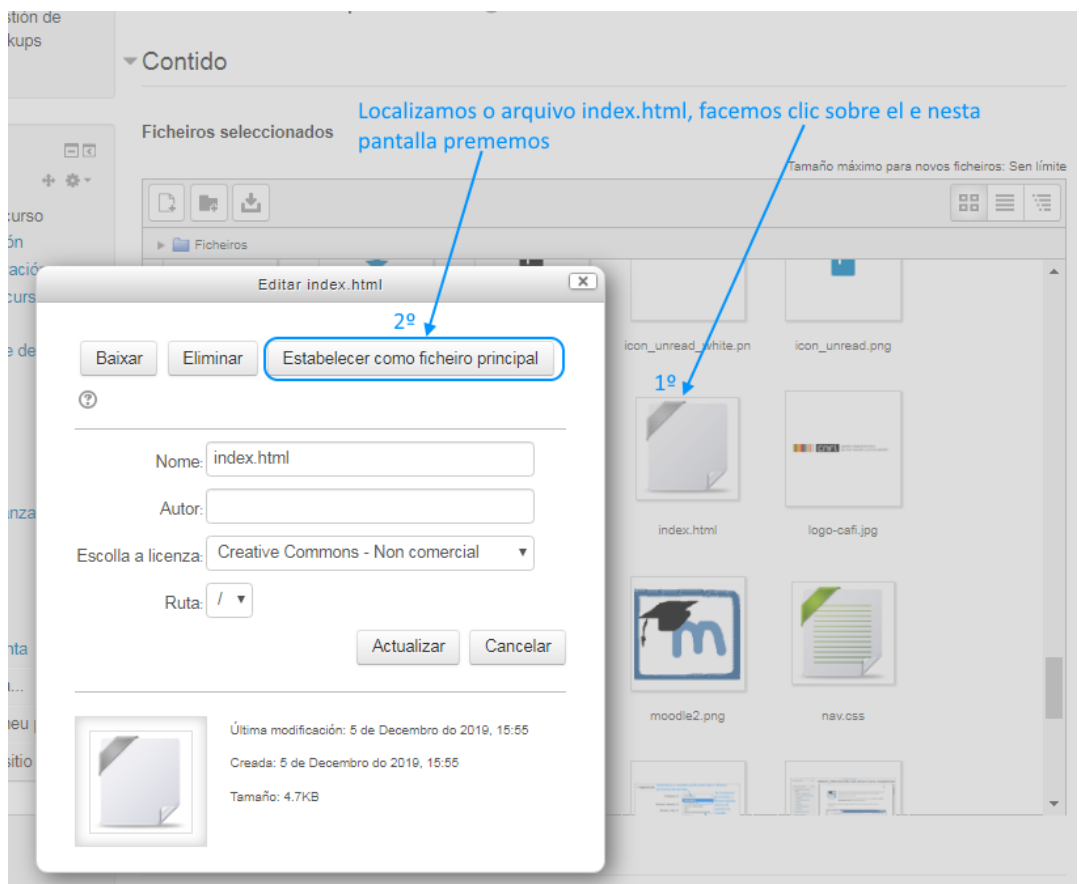 stión de
kups
Contido
Localizamos o arquivo index.html, facemos clic sobre el e nesta
pantalla prememos
Ficheiros seleccionados
Tamaño máximo para novos ficheiros: Sen límite
urso
ón
Ficheiros
ació
curs
Editar index.html
2º
e de
Baixar
Eliminar
Estabelecer como ficheiro principal
icon_unread_white.pn
icon_unread.png
1º
Nome:
index.html
Autor:
nza
index.html
logo-cafi.jpg
Escolla a licenza:
Creative Commons - Non comercial
Ruta:
/
nta
Actualizar
Cancelar
m
moodle2.png
nav.css
neu
Última modificación: 5 de Decembro do 2019, 15:55
sitio
Creada: 5 de Decembro do 2019, 15:55
Tamaño: 4.7KB